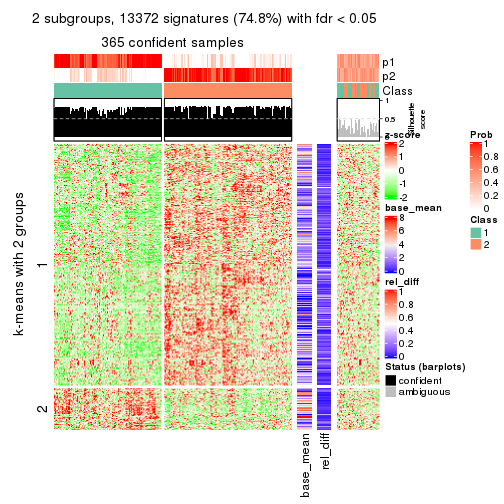 2 subgroups, 13372 signatures (74.8%) with fdr < 0.05
365 confident samples
p1
p2
Class
1
0.5
0
Silhouette
score
k-means with 2 groups
1
2
base_mean
rel_diff
z-score
2
1
0
-1
-2
base_mean
8
6
4
2
0
rel_diff
1
0.8
0.6
0.4
0.2
0
Status (barplots)
confident
ambiguous
Prob
1
0.8
0.6
0.4
0.2
0
Class
1
2